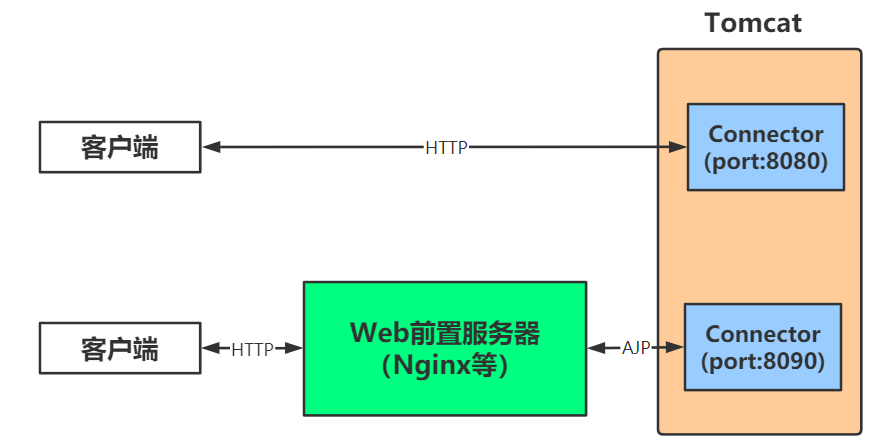 Tomcat
客户端
HTTP
Connector
(port:8080)
客户端
HTTP
Web前置服务器
（Nginx等）
AJP
Connector
(port:8090)